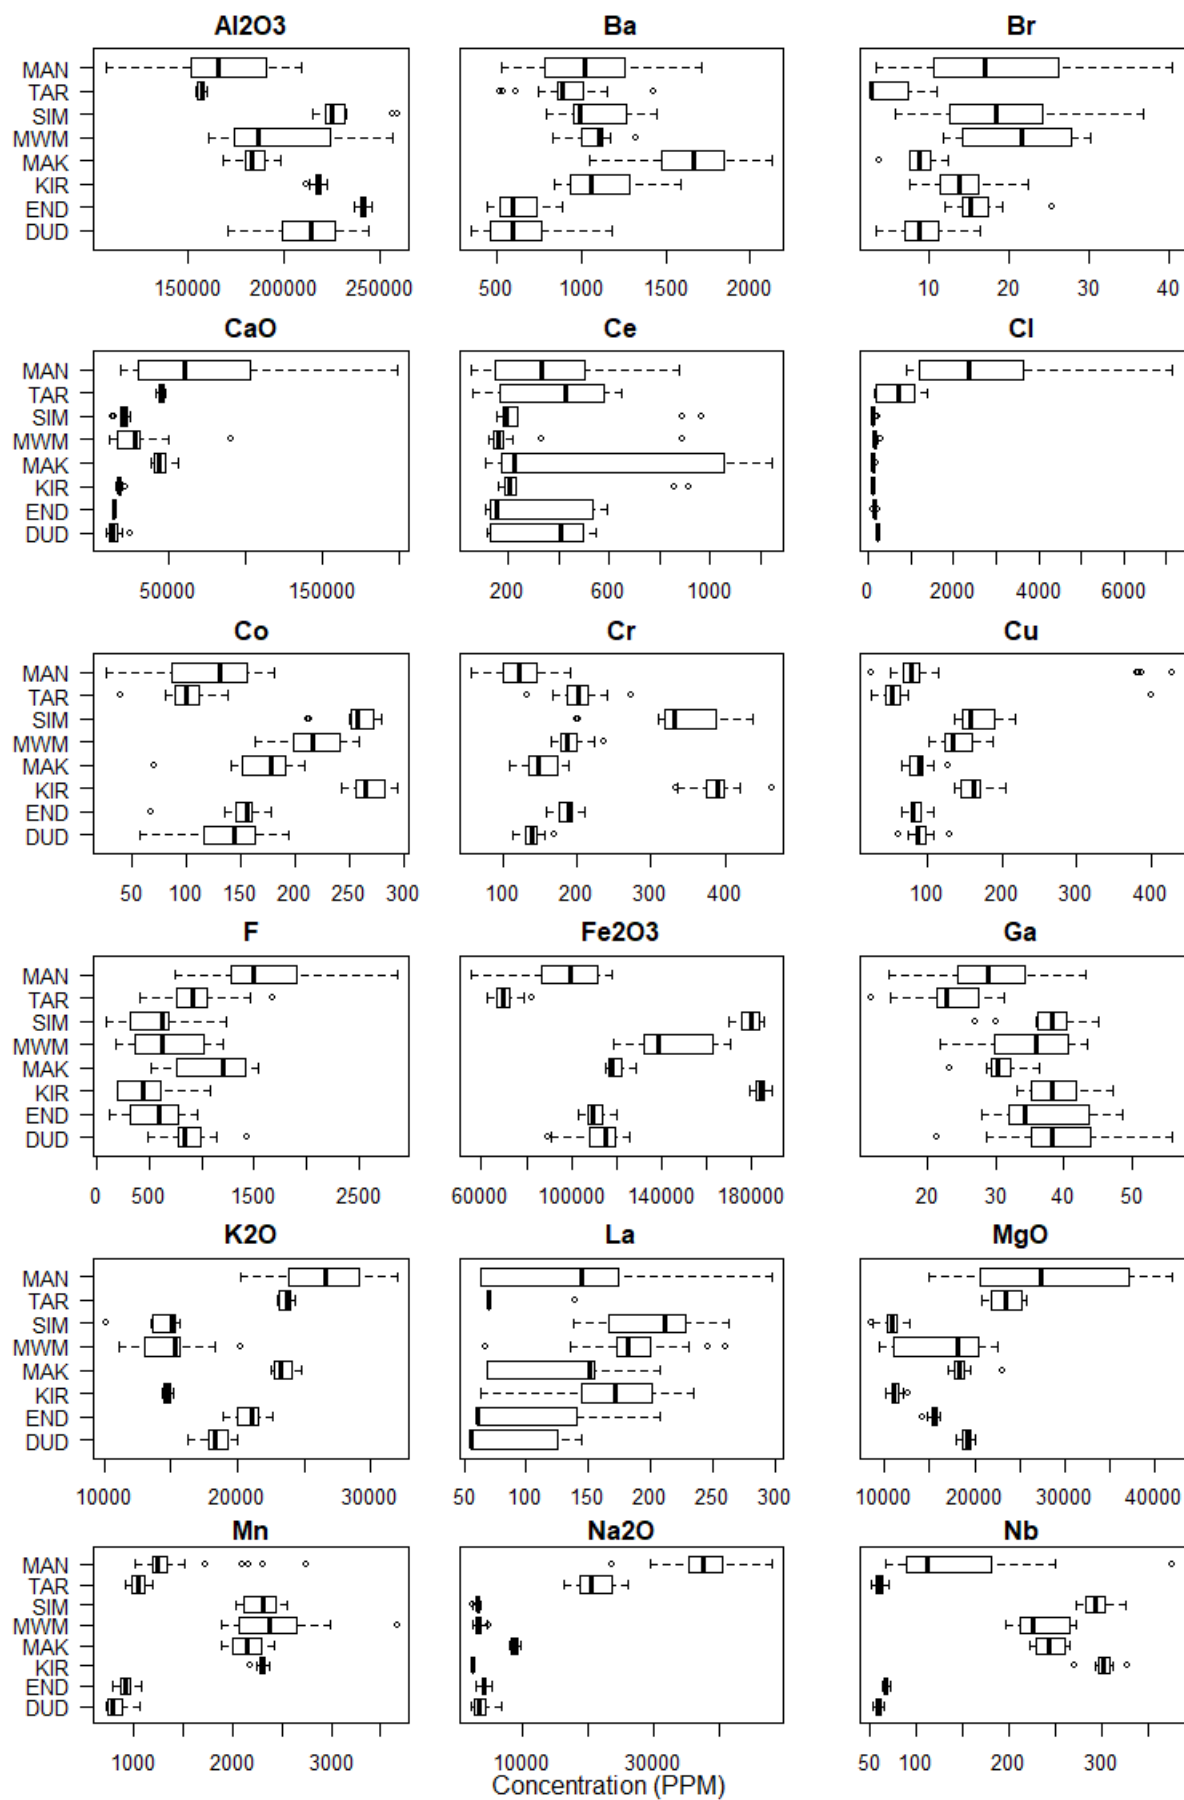 Al2O3 Ba Br
MAN
TAR
SIM
MWM
MAK
KIR
END
DUD
150000 200000 250000 500 1000 1500 2000 10 20 30 40
CaO Ce Cl
MAN
TAR
SIM
MWM
MAK
KIR
END
DUD
50000 150000 200 600 1000 0 2000 4000 6000
Co Cr Cu
MAN
TAR
SIM
MWM
MAK
KIR
END
DUD
50 100 150 200 250 300 100 200 300 400 100 200 300 400
F Fe2O3 Ga
MAN
TAR
SIM
MWM
MAK
KIR
END
DUD
0 500 1500 2500 60000 100000 140000 180000 20 30 40 50
K2O La MgO
MAN
TAR
SIM
MWM
MAK
KIR
END
DUD
10000 20000 30000 50 100 150 200 250 300 10000 20000 30000 40000
Mn Na2O Nb
MAN
TAR
SIM
MWM
MAK
KIR
END
DUD
1000 2000 3000 10000 30000 50 100 200 300
Concentration (PPM)